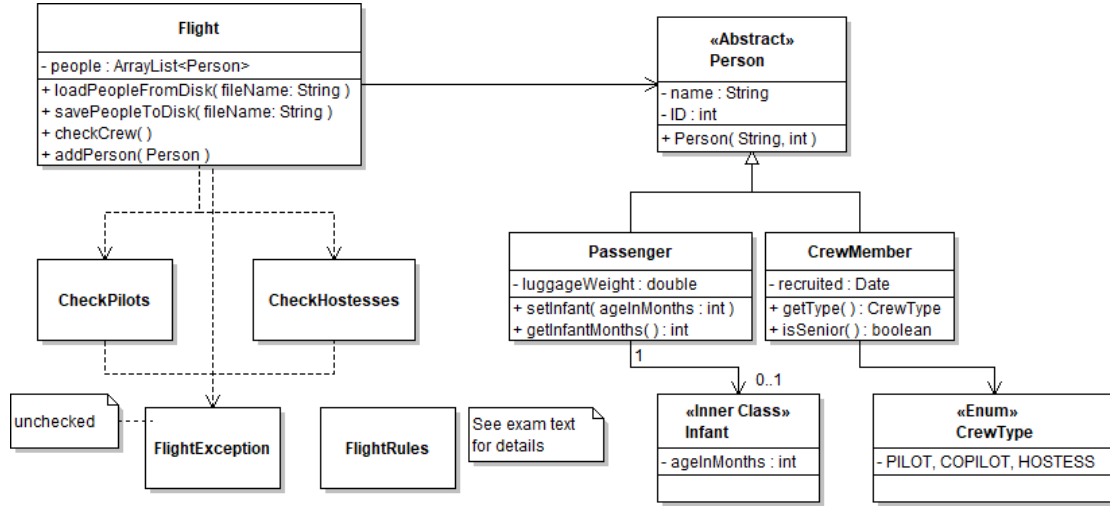 Flight
- people : ArrayList<Person>
+ loadPeopleFromDisk( fileName: String )
+ savePeopleToDisk( fileName: String )
+ checkCrew( )
+ addPerson( Person )
«Abstract»
Person
- name : String
- ID : int
+ Person( String, int )
CheckPilots
CheckHostesses
Passenger
- luggageWeight : double
+ setInfant( ageInMonths : int )
+ getInfantMonths( ) : int
CrewMember
- recruited : Date
+ getType( ) : CrewType
+ isSenior( ) : boolean
1
0..1
unchecked
FlightException
FlightRules
See exam text
for details
«Inner Class»
Infant
- ageInMonths : int
«Enum»
CrewType
- PILOT, COPILOT, HOSTESS